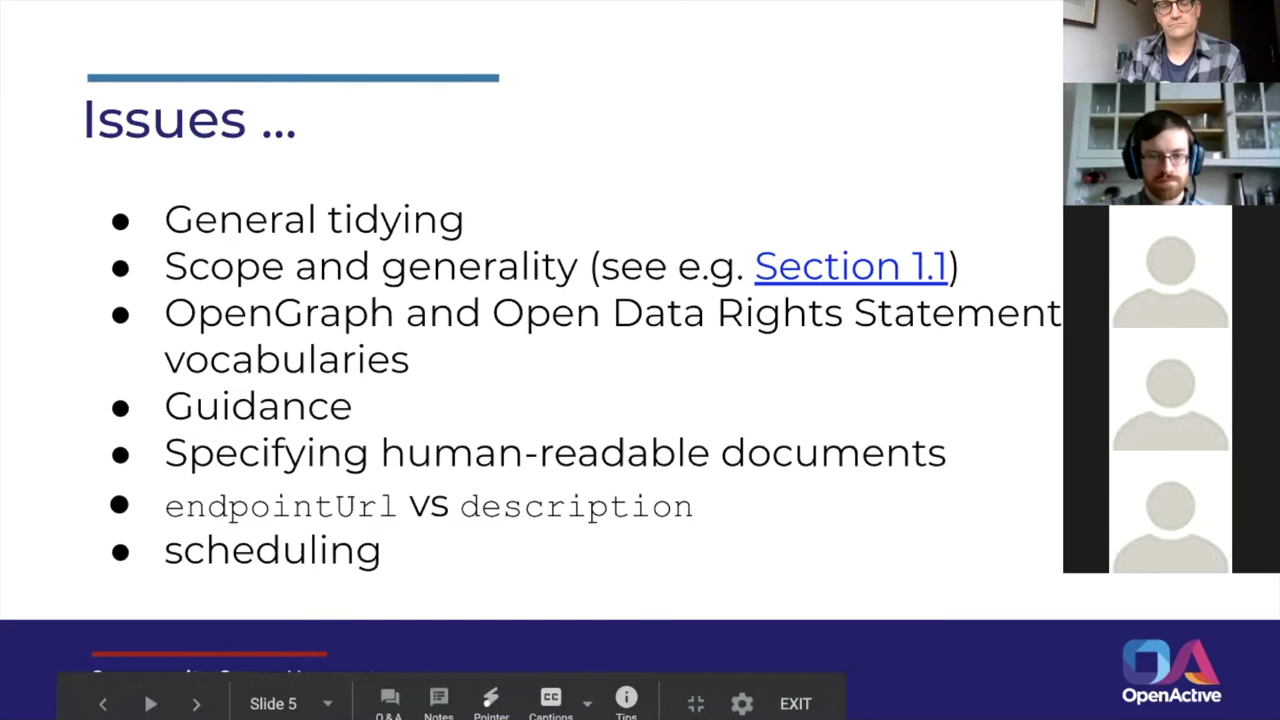 Issues ...
● General tidying
● Scope and generality (see e.g. Section 1.1)
● OpenGraph and Open Data Rights Statement
vocabularies
● Guidance
● Specifying human-readable documents
● endpointUrl vs description
● scheduling
OpenActive
Slide 5
Q&A
Notes
Pointer
CC
Captions
Tips
EXIT